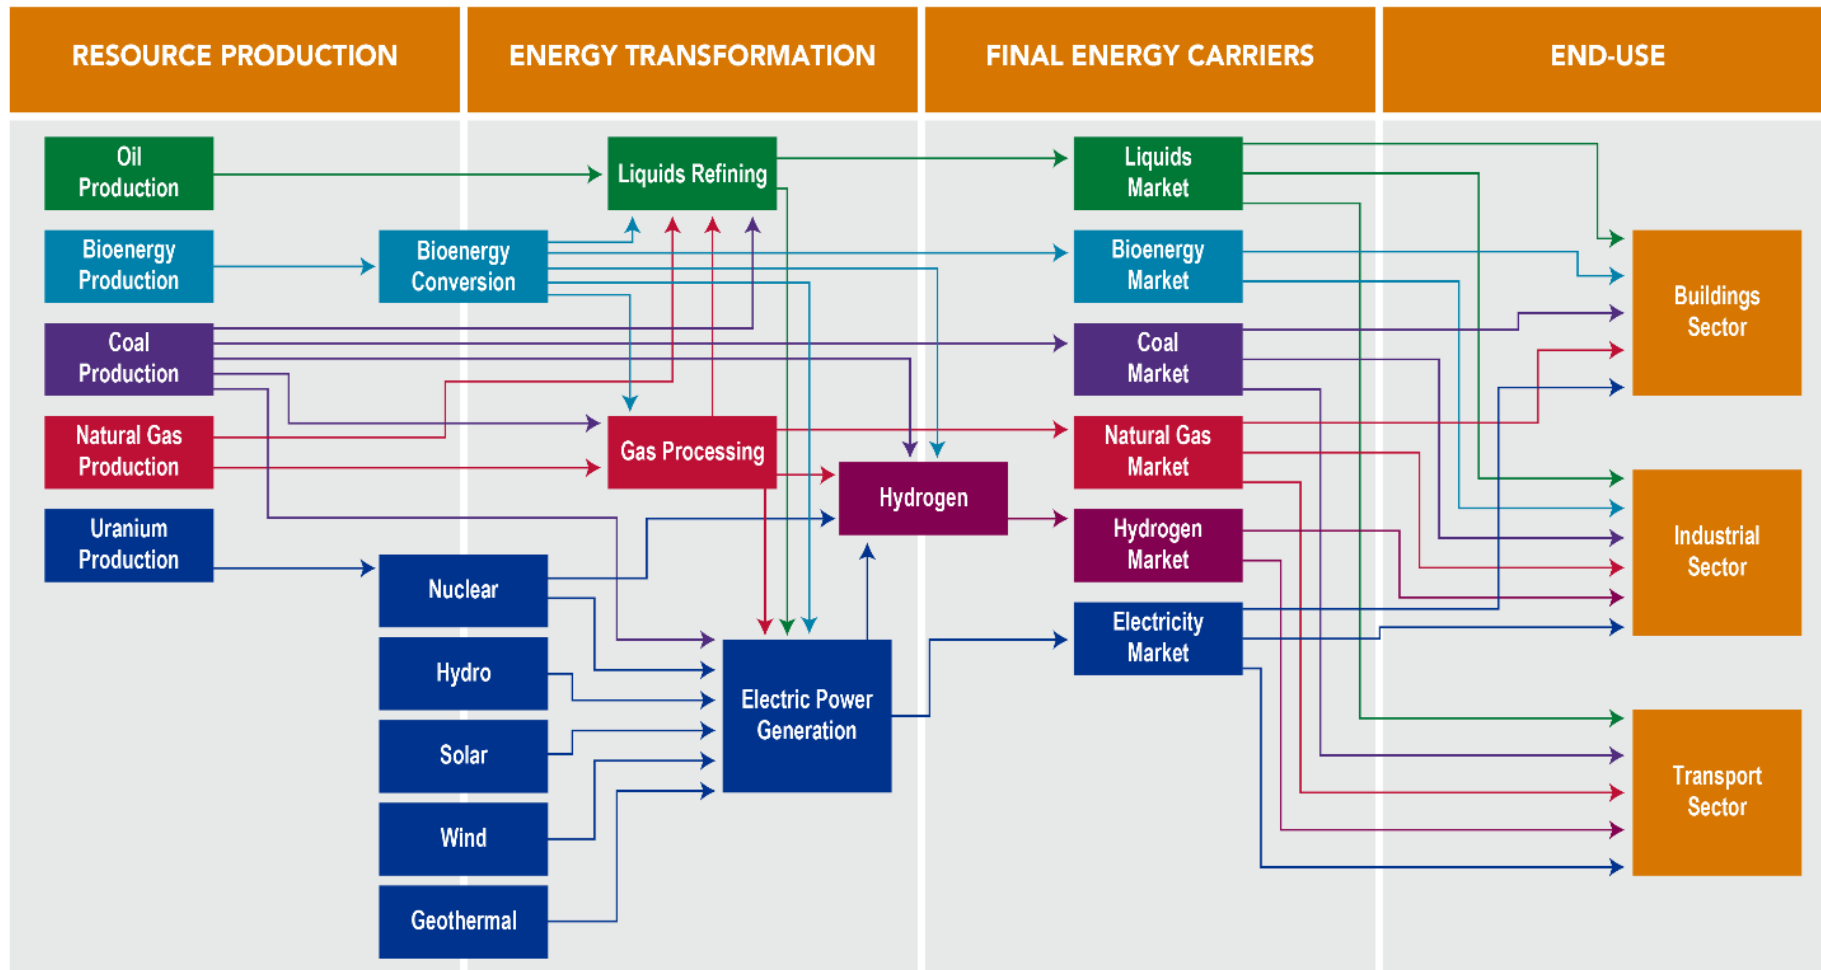 RESOURCE PRODUCTION
ENERGY TRANSFORMATION
FINAL ENERGY CARRIERS
END-USE
Oil
Production
Bioenergy
Production
Coal
Production
Natural Gas
Production
Uranium
Production
Bioenergy
Conversion
Nuclear
Hydro
Solar
Wind
Geothermal
Liquids Refining
Gas Processing
Hydrogen
Electric Power
Generation
Liquids
Market
Bioenergy
Market
Coal
Market
Natural Gas
Market
Hydrogen
Market
Electricity
Market
Buildings
Sector
Industrial
Sector
Transport
Sector